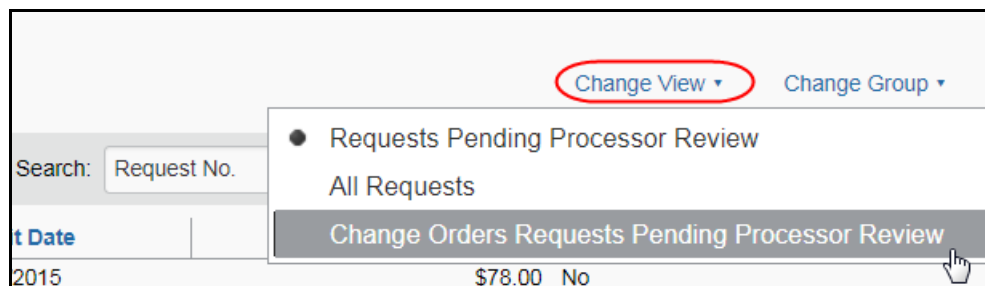 Change View ▾ Change Group ▾
Requests Pending Processor Review
Search: Request No.
All Requests
t Date
Change Orders Requests Pending Processor Review
2015 $78.00 No